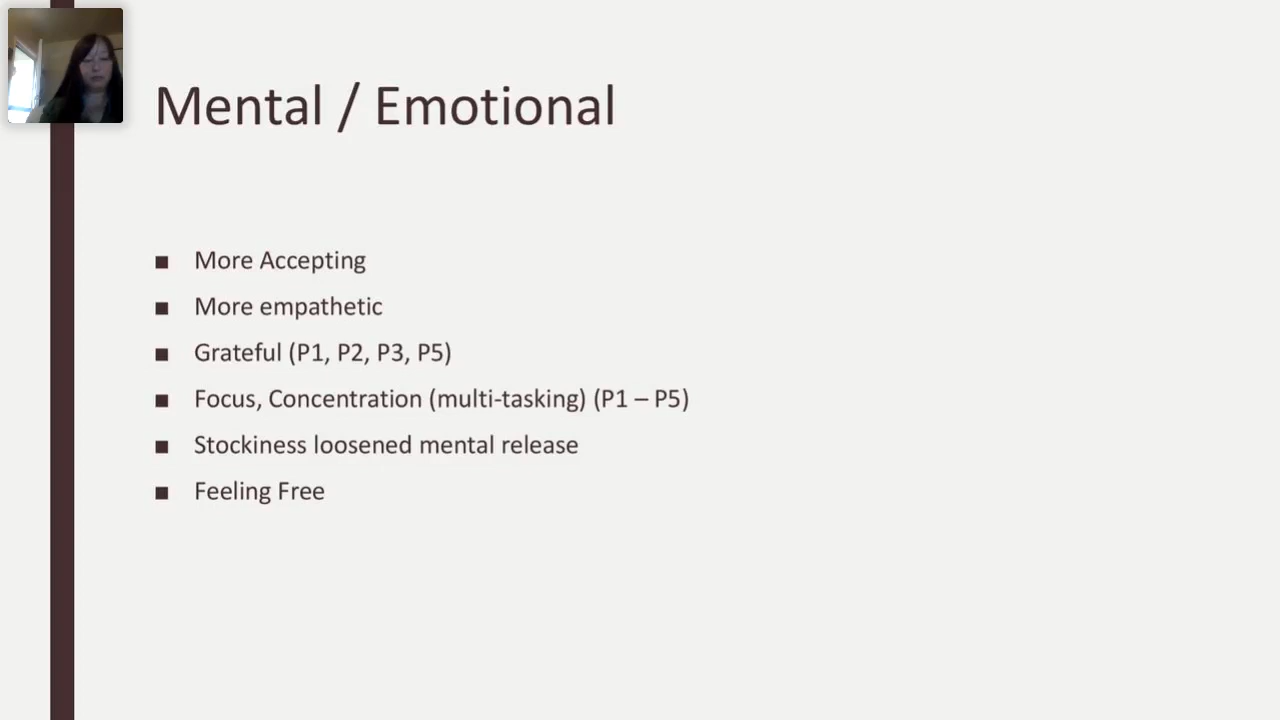 Mental / Emotional
More Accepting
More empathetic
Grateful (P1, P2, P3, P5)
Focus, Concentration (multi-tasking) (P1 – P5)
Stockiness loosened mental release
Feeling Free